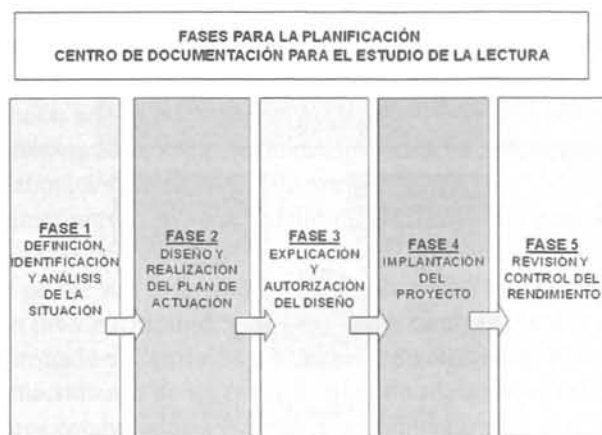 FASES PARA LA PLANIFICACIÓN
CENTRO DE DOCUMENTACIÓN PARA EL ESTUDIO DE LA LECTURA
FASE 1
DEFINICIÓN,
IDENTIFICACIÓN
Y ANÁLISIS
DE LA
SITUACIÓN
FASE 2
DISEÑO Y
REALIZACIÓN
DEL PLAN DE
ACTUACIÓN
FASE 3
EXPLICACIÓN
Y
AUTORIZACIÓN
DEL DISEÑO
FASE 4
IMPLANTACIÓN
DEL
PROYECTO
FASE 5
REVISIÓN Y
CONTROL DEL
RENDIMIENTO